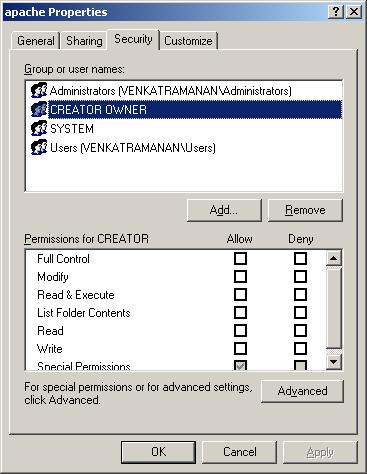 apache Properties
General Sharing Security Customize
Group or user names:
Administrators (VENKATRAMANAN\Administrators)
CREATOR OWNER
SYSTEM
Users (VENKATRAMANAN\Users)
Add... Remove
Permissions for CREATOR Allow Deny
Full Control
Modify
Read & Execute
List Folder Contents
Read
Write
Special Permissions
For special permissions or for advanced settings,
click Advanced.
Advanced
OK Cancel Apply